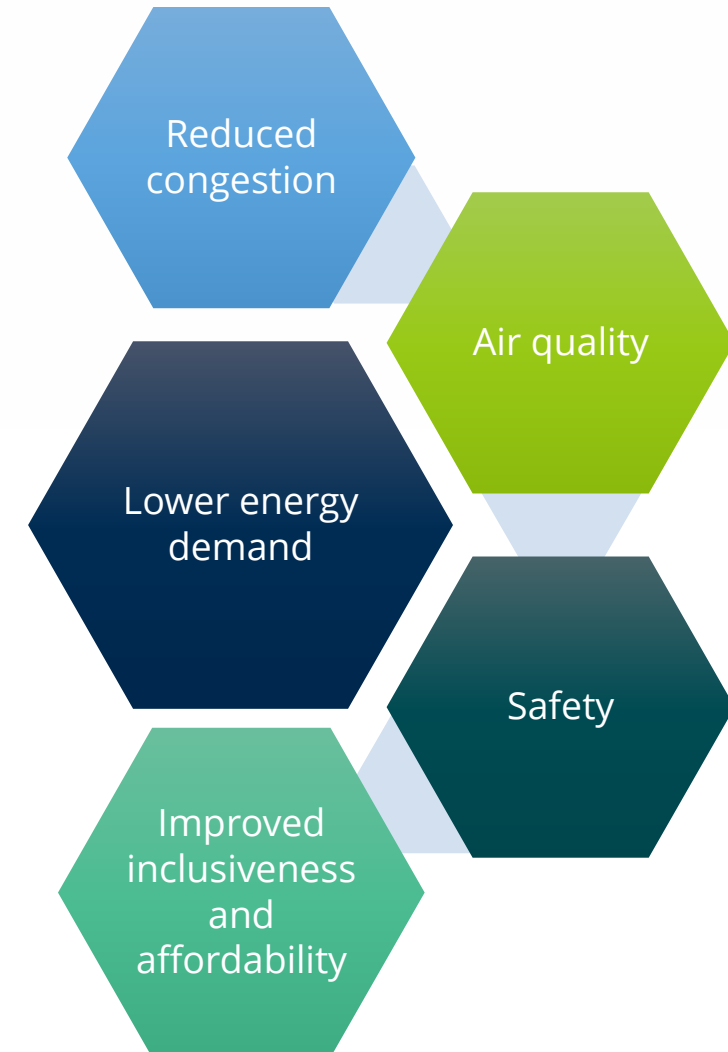 Reduced
congestion
Air quality
Lower energy
demand
Safety
Improved
inclusiveness
and
affordability